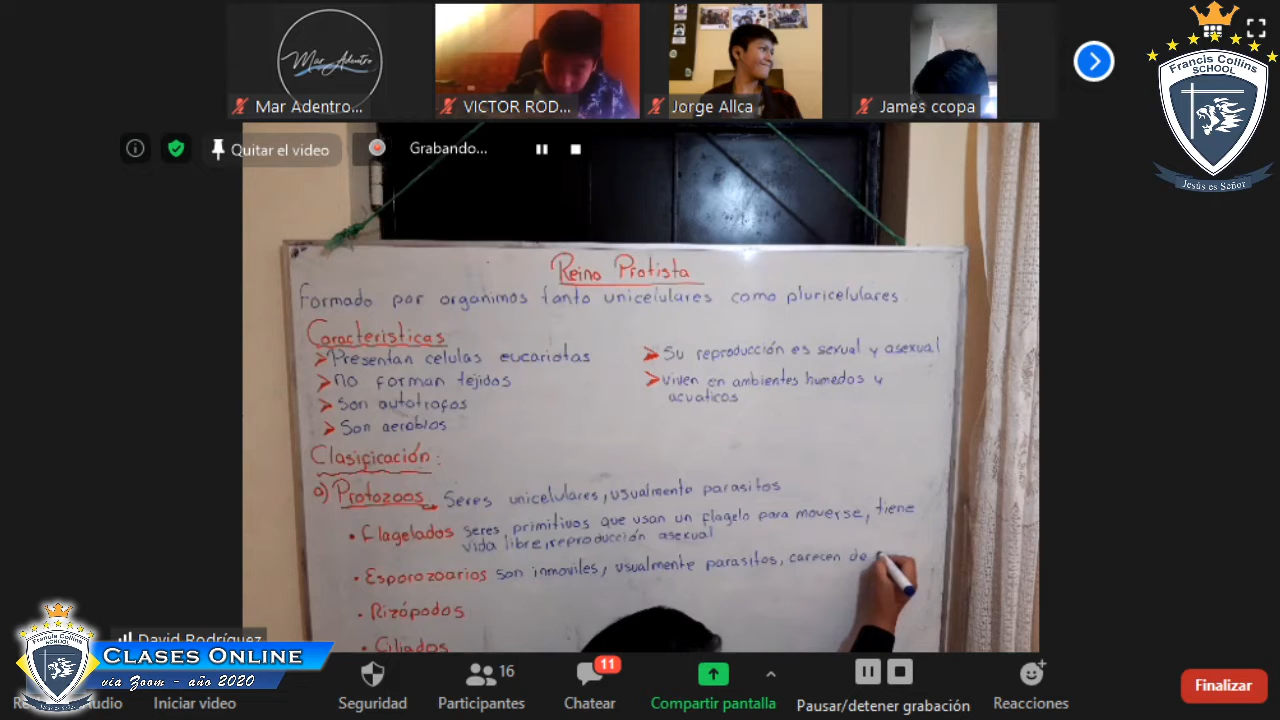 Mar Adentro...
VICTOR ROD...
Jorge Allca
James ccopa
Francis Collins
SCHOOL
Jesús es Señor
Quitar el video
Grabando...
Reino Protista
Formado por organimos tanto unicelulares como pluricelulares
Caracteristicas
➤ Presentan celulas eucariotas
➤ no forman tejidos
➤ Son autotrofos
➤ Son aerobios
➤ Su reproducción es sexual y asexual
➤ viven en ambientes humedos y
acuaticos
Clasificación:
a) Protozoos Seres unicelulares, usualmente parasitos
• Flagelados seres primitivos que usan un flagelo para moverse, tiene
vida libre, reproducción asexual
• Esporozoarios son inmoviles, usualmente parasitos, carecen de
• Rizópodos
• Ciliados
David Rodríguez
CLASES ONLINE
vía Zoom - año 2020
Iniciar video
Seguridad
16
Participantes
11
Chatear
Compartir pantalla
Pausar/detener grabación
Reacciones
Finalizar